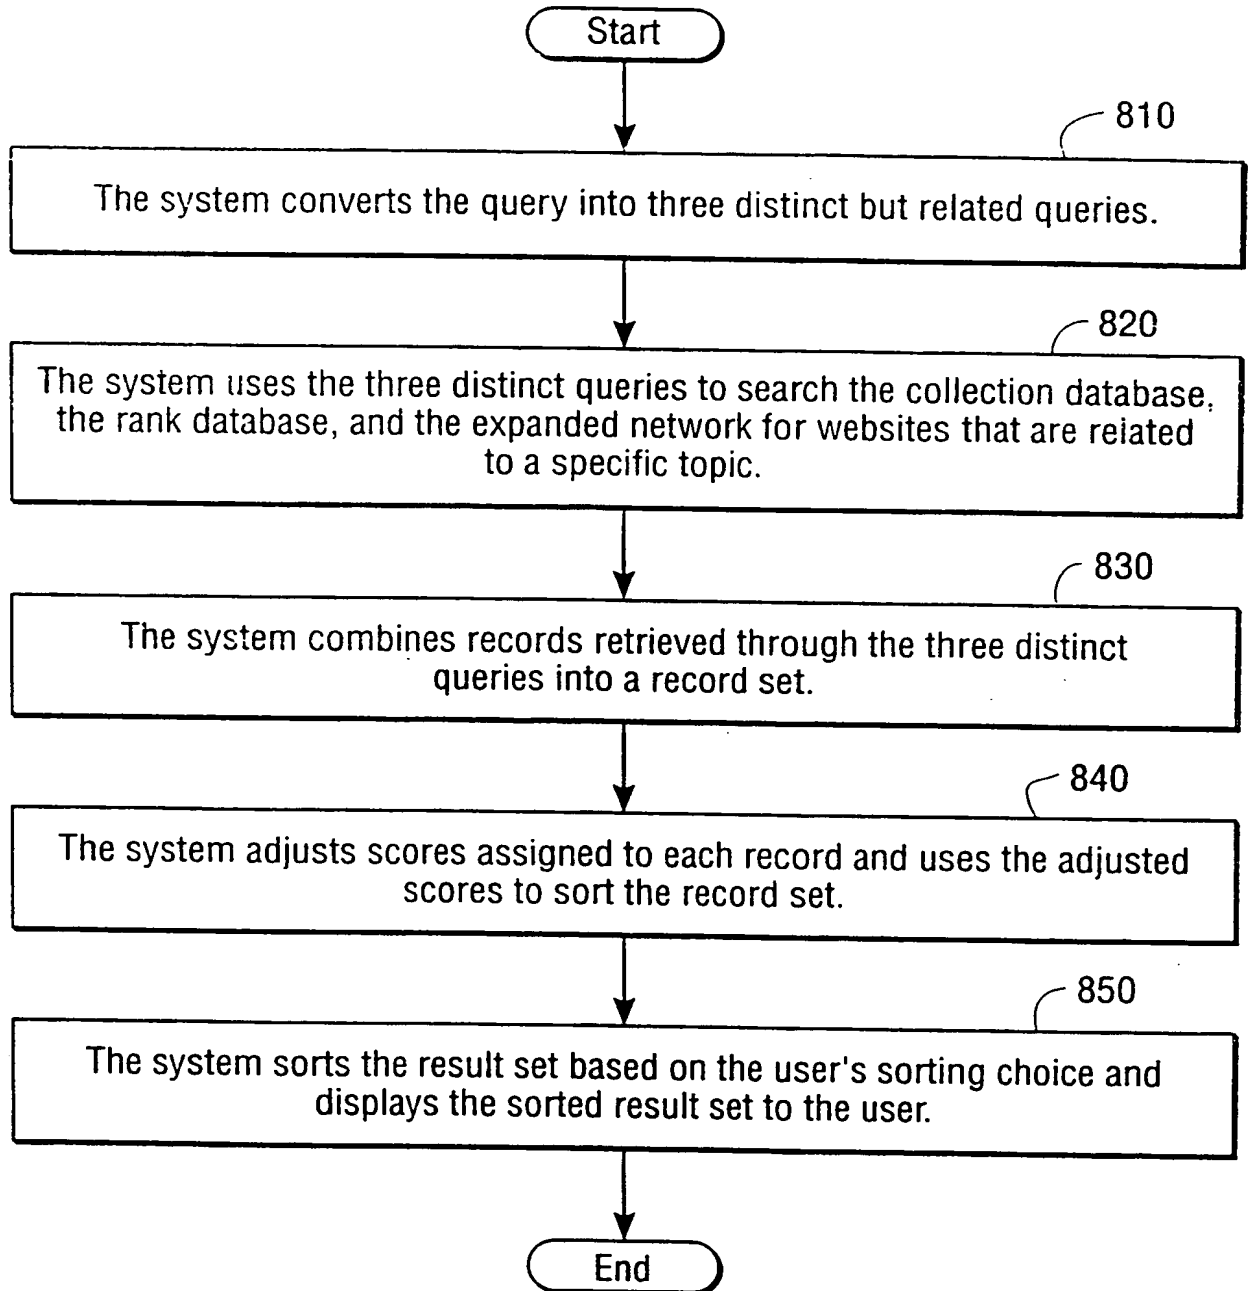 Start
810
The system converts the query into three distinct but related queries.
820
The system uses the three distinct queries to search the collection database,
the rank database, and the expanded network for websites that are related
to a specific topic.
830
The system combines records retrieved through the three distinct
queries into a record set.
840
The system adjusts scores assigned to each record and uses the adjusted
scores to sort the record set.
850
The system sorts the result set based on the user's sorting choice and
displays the sorted result set to the user.
End